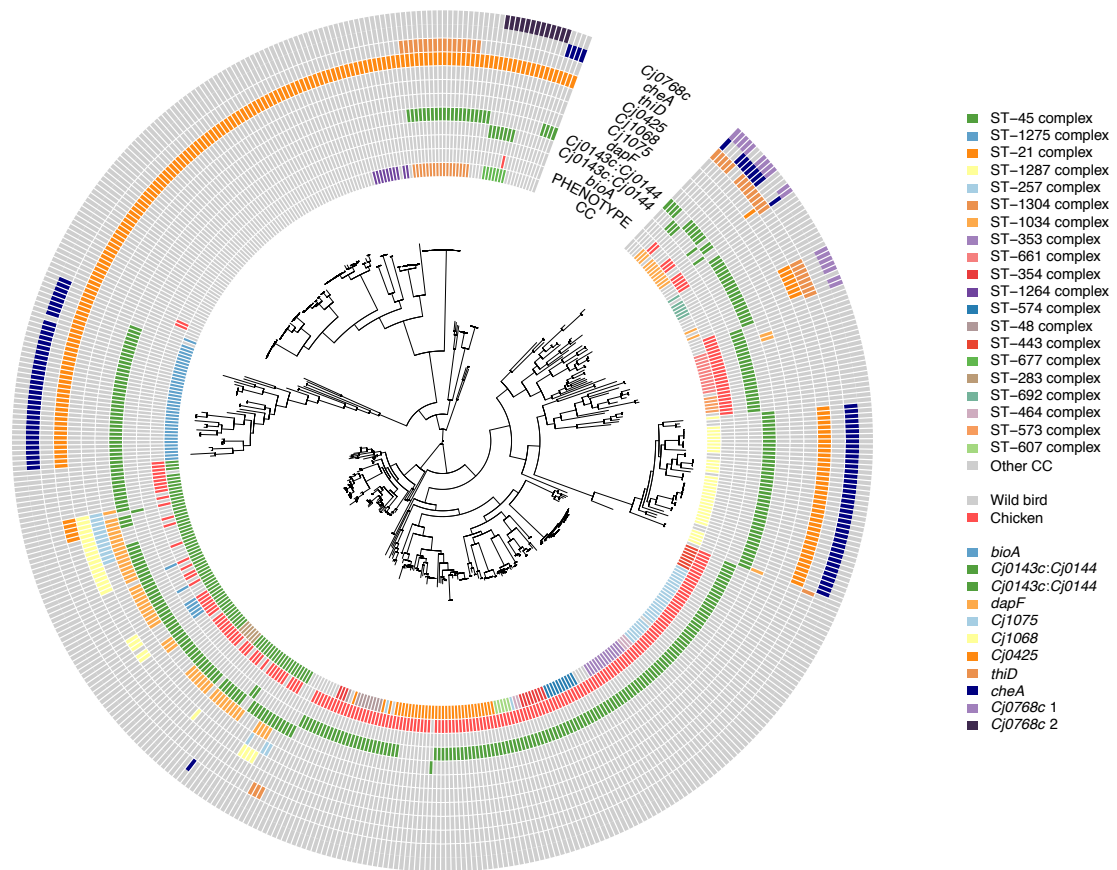 Cj0768c
cheA
thiD
Cj0425
Cj1068
Cj1075
dapF
Cj0143c:Cj0144
Cj0143c:Cj0144
bioA
PHENOTYPE
CC
ST−45 complex
ST−1275 complex
ST−21 complex
ST−1287 complex
ST−257 complex
ST−1304 complex
ST−1034 complex
ST−353 complex
ST−661 complex
ST−354 complex
ST−1264 complex
ST−574 complex
ST−48 complex
ST−443 complex
ST−677 complex
ST−283 complex
ST−692 complex
ST−464 complex
ST−573 complex
ST−607 complex
Other CC
Wild bird
Chicken
bioA
Cj0143c:Cj0144
Cj0143c:Cj0144
dapF
Cj1075
Cj1068
Cj0425
thiD
cheA
Cj0768c 1
Cj0768c 2